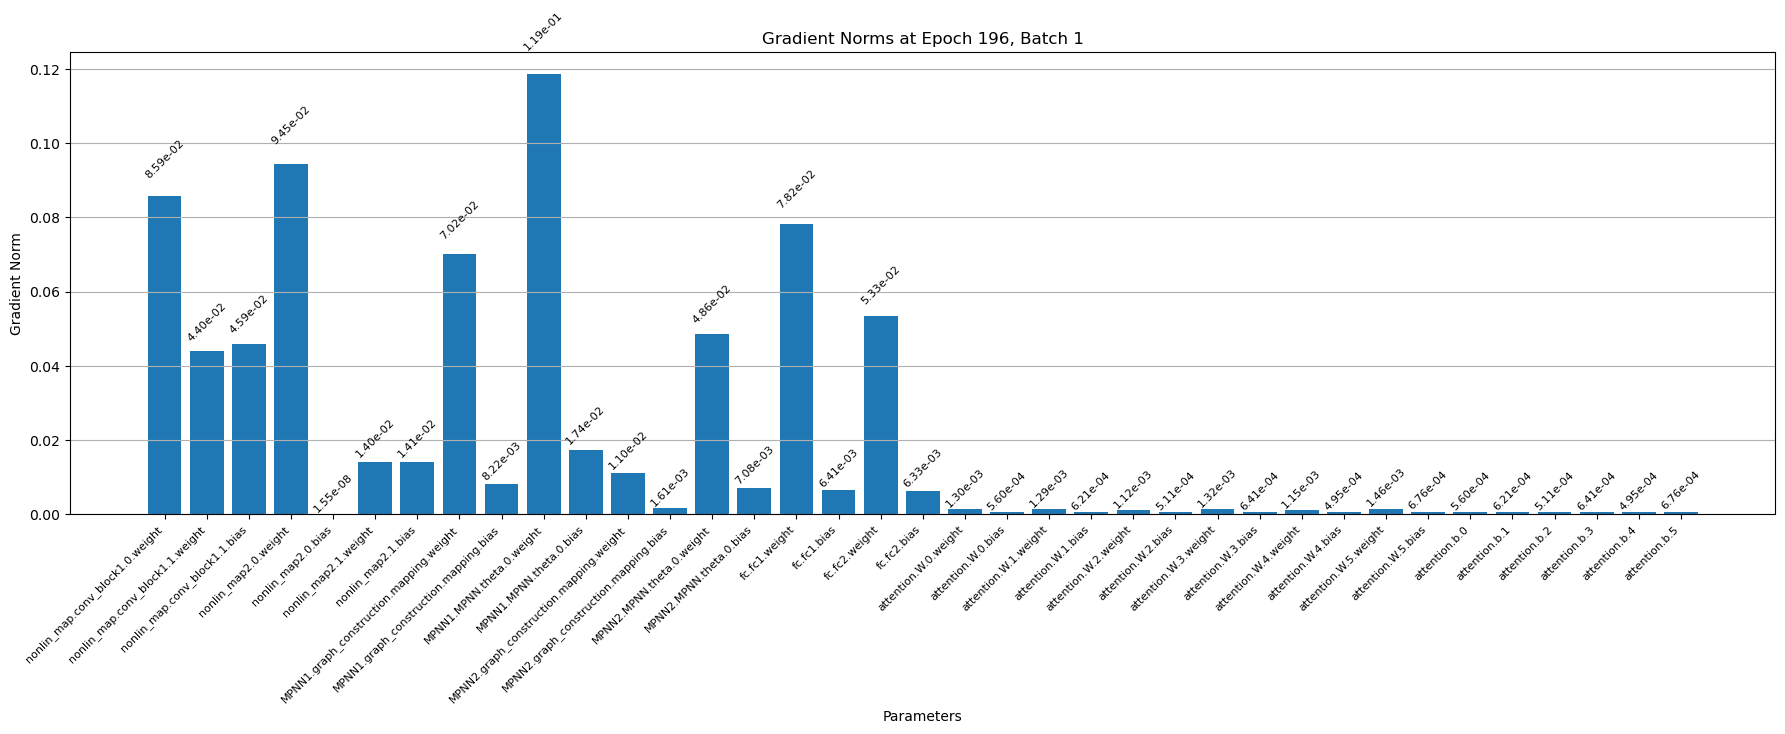 Gradient Norms at Epoch 196, Batch 1
Gradient Norm
0.12
0.10
0.08
0.06
0.04
0.02
0.00
8.59e-02
4.40e-02
4.59e-02
9.45e-02
1.55e-08
1.40e-02
1.41e-02
7.02e-02
8.22e-03
1.19e-01
1.74e-02
1.10e-02
1.61e-03
4.86e-02
7.08e-03
7.82e-02
6.41e-03
5.33e-02
6.33e-03
1.30e-03
5.60e-04
1.29e-03
6.21e-04
1.12e-03
5.11e-04
1.32e-03
6.41e-04
1.15e-03
4.95e-04
1.46e-03
6.76e-04
5.60e-04
6.21e-04
5.11e-04
6.41e-04
4.95e-04
6.76e-04
nonlin_map.conv_block1.0.weight
nonlin_map.conv_block1.1.weight
nonlin_map.conv_block1.1.bias
nonlin_map2.0.weight
nonlin_map2.0.bias
nonlin_map2.1.weight
nonlin_map2.1.bias
MPNN1.graph_construction.mapping.weight
MPNN1.graph_construction.mapping.bias
MPNN1.MPNN.theta.0.weight
MPNN1.MPNN.theta.0.bias
MPNN2.graph_construction.mapping.weight
MPNN2.graph_construction.mapping.bias
MPNN2.MPNN.theta.0.weight
MPNN2.MPNN.theta.0.bias
fc.fc1.weight
fc.fc1.bias
fc.fc2.weight
fc.fc2.bias
attention.W.0.weight
attention.W.0.bias
attention.W.1.weight
attention.W.1.bias
attention.W.2.weight
attention.W.2.bias
attention.W.3.weight
attention.W.3.bias
attention.W.4.weight
attention.W.4.bias
attention.W.5.weight
attention.W.5.bias
attention.b.0
attention.b.1
attention.b.2
attention.b.3
attention.b.4
attention.b.5
Parameters